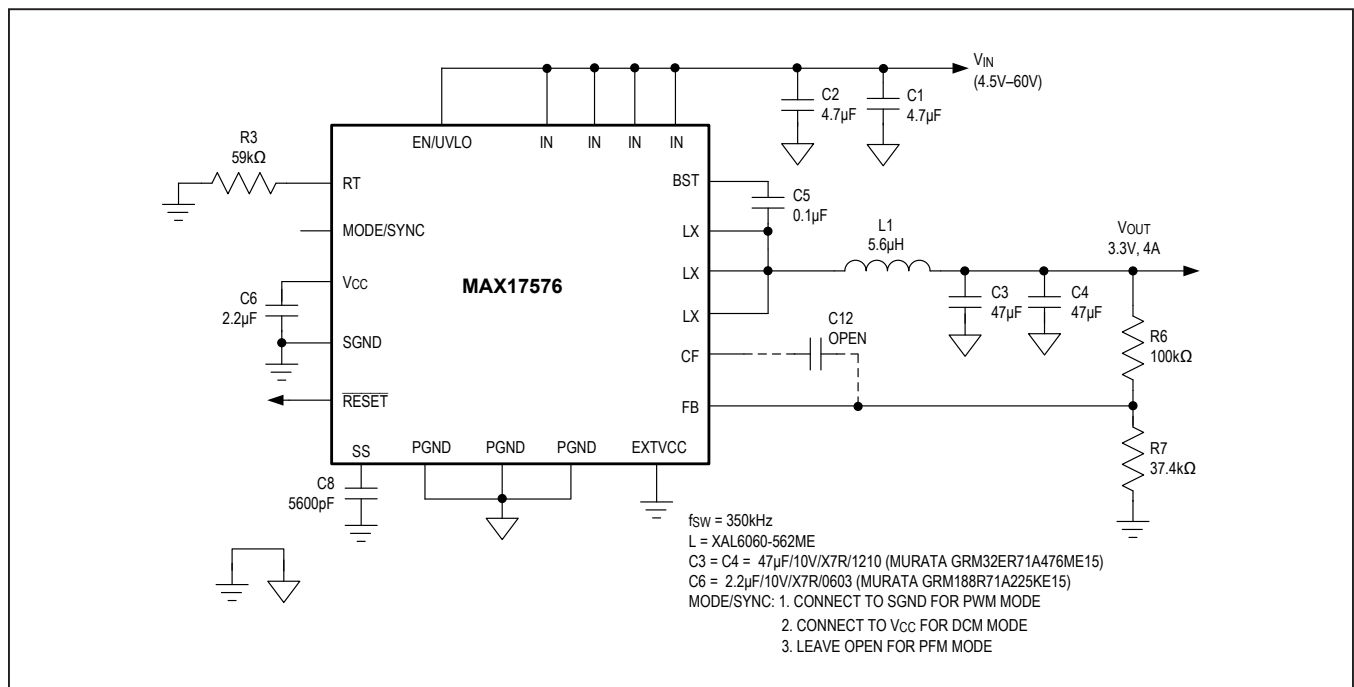 VIN
(4.5V–60V)
C2
4.7µF
C1
4.7µF
R3
59kΩ
EN/UVLO
IN
IN
IN
IN
RT
BST
C5
0.1µF
MODE/SYNC
LX
L1
5.6µH
VOUT
3.3V, 4A
LX
VCC
MAX17576
C6
2.2µF
LX
C3
47µF
C4
47µF
C12
OPEN
R6
100kΩ
SGND
CF
RESET
FB
SS
PGND
PGND
PGND
EXTVCC
R7
37.4kΩ
C8
5600pF
fSW = 350kHz
L = XAL6060-562ME
C3 = C4 = 47µF/10V/X7R/1210 (MURATA GRM32ER71A476ME15)
C6 = 2.2µF/10V/X7R/0603 (MURATA GRM188R71A225KE15)
MODE/SYNC: 1. CONNECT TO SGND FOR PWM MODE
2. CONNECT TO VCC FOR DCM MODE
3. LEAVE OPEN FOR PFM MODE